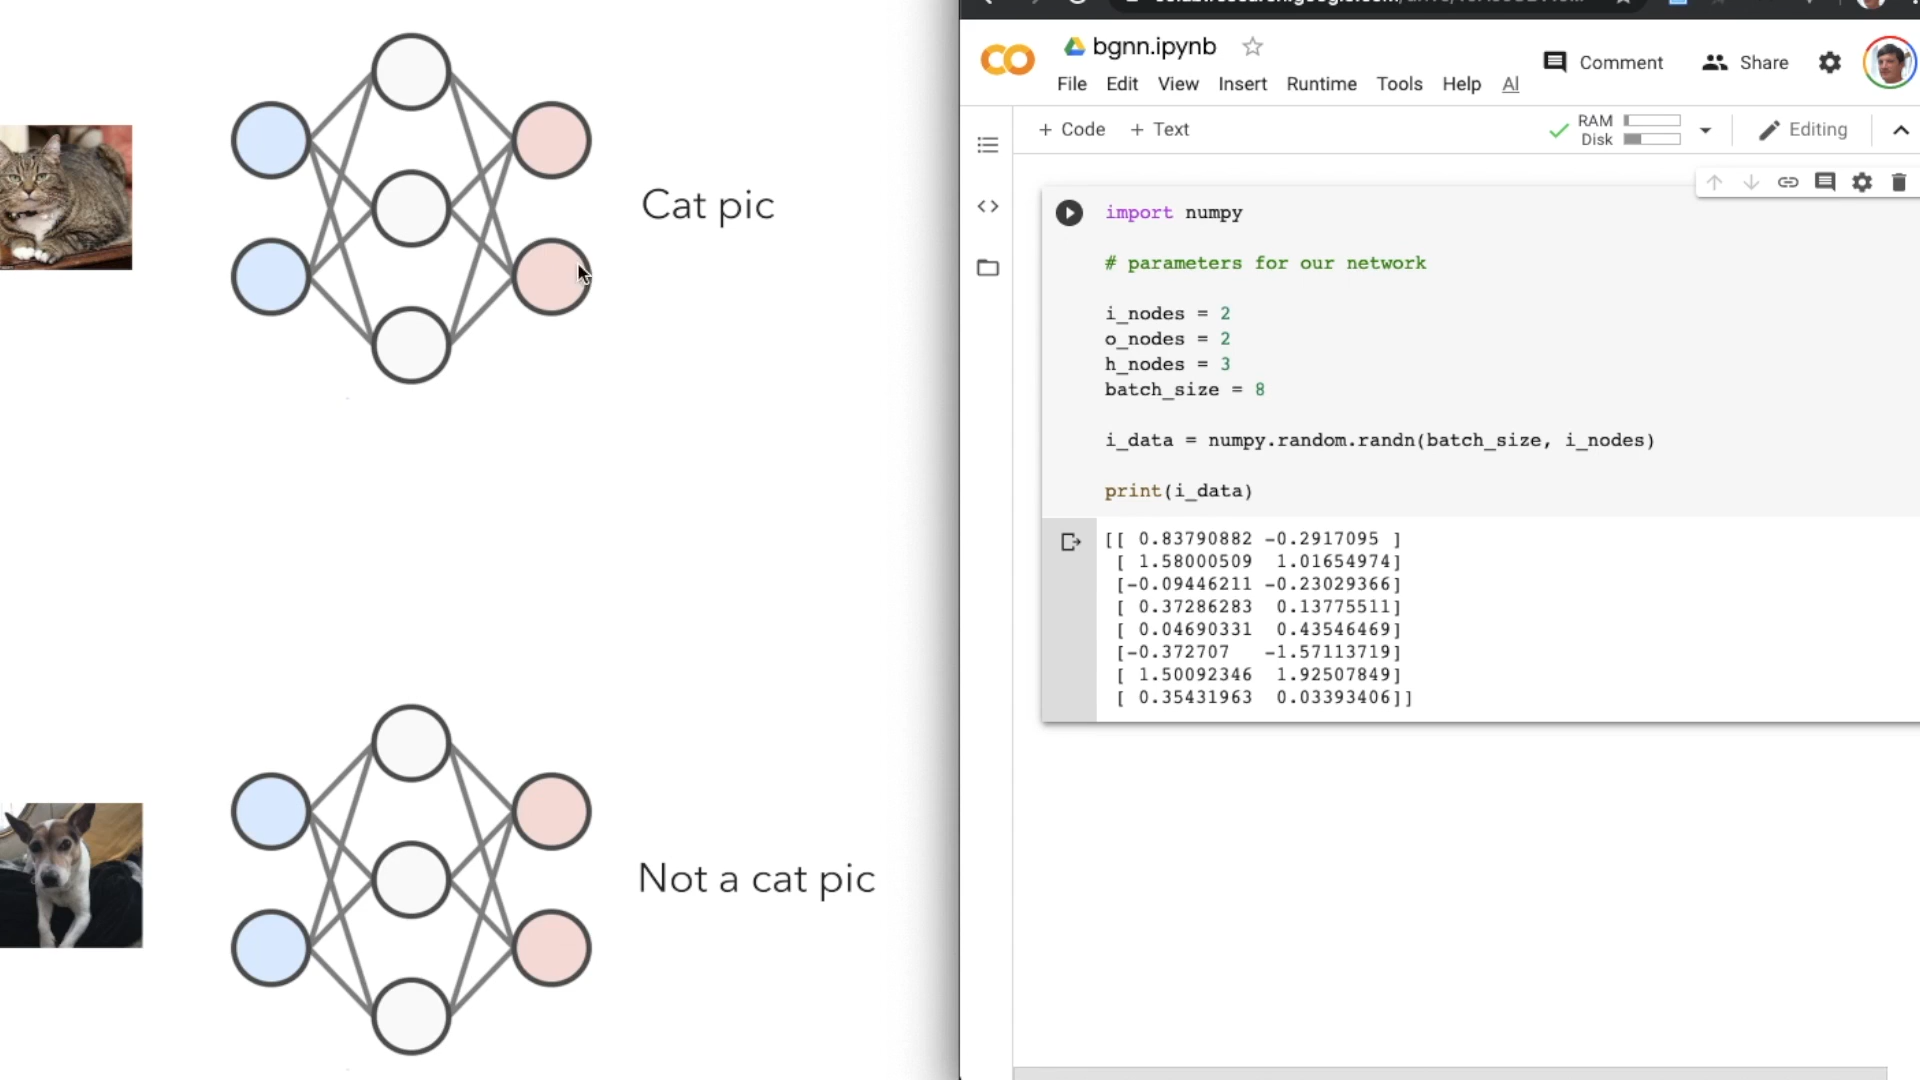 Cat pic
Not a cat pic
bgnn.ipynb
Comment
Share
File Edit View Insert Runtime Tools Help Al
+ Code + Text
RAM
Disk
Editing
import numpy
# parameters for our network
i_nodes = 2
o_nodes = 2
h_nodes = 3
batch_size = 8
i_data = numpy.random.randn(batch_size, i_nodes)
print(i_data)
[[ 0.83790882 -0.2917095 ]
[ 1.58000509 1.01654974]
[-0.09446211 -0.23029366]
[ 0.37286283 0.13775511]
[ 0.04690331 0.43546469]
[-0.372707 -1.57113719]
[ 1.50092346 1.92507849]
[ 0.35431963 0.03393406]]